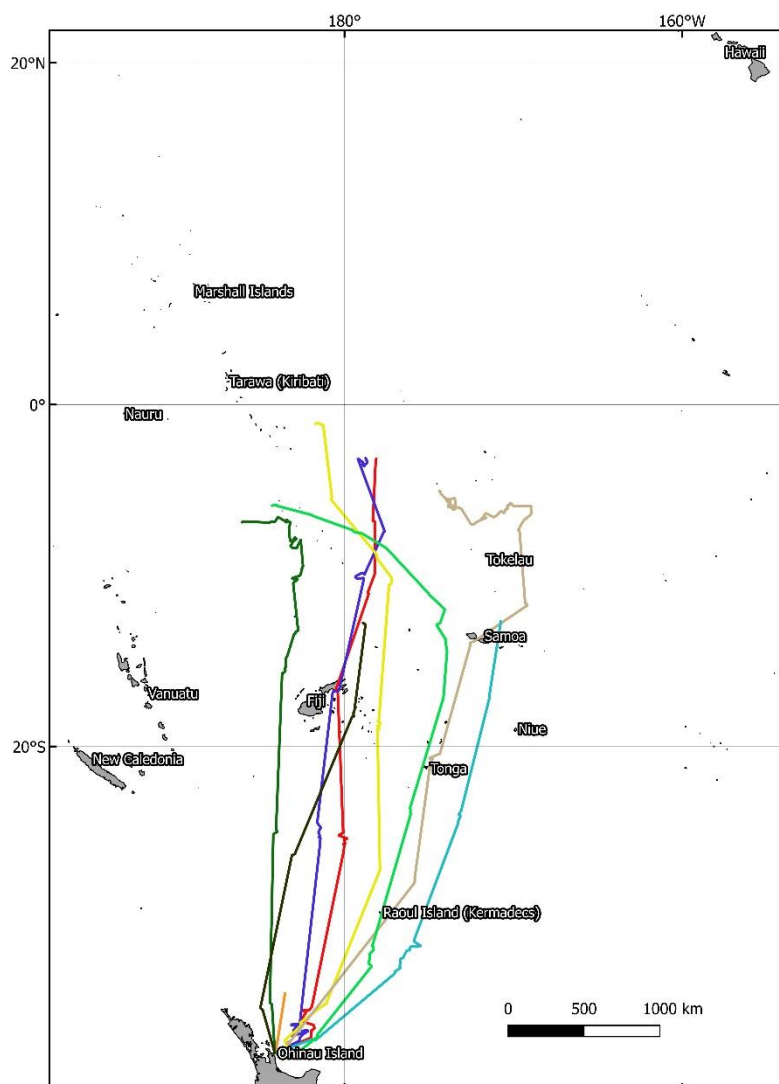 180° 160°W
Hawaii
20°N
Marshall Islands
Tarawa (Kiribati)
0°
Nauru
Tokelau
Samoa
Vanuatu
Fiji
Niue
20°S
New Caledonia
Tonga
Raoul Island (Kermadecs)
0 500 1000 km
Ohinau Island